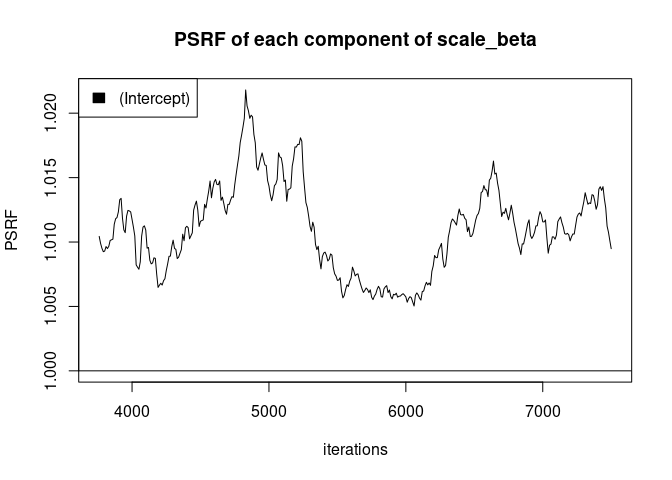 PSRF of each component of scale_beta
(Intercept)
PSRF
1.020
1.015
1.010
1.005
1.000
4000 5000 6000 7000
iterations